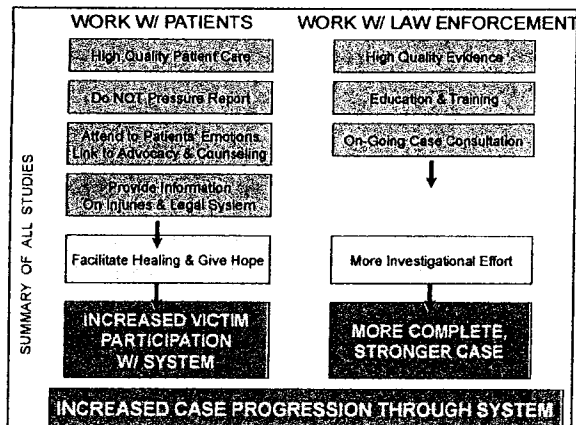 WORK W/ PATIENTS
High Quality Patient Care
Do NOT Pressure Report
Attend to Patients' Emotions
Link to Advocacy & Counseling
Provide Information
On Injuries & Legal System
Facilitate Healing & Give Hope
INCREASED VICTIM
PARTICIPATION
W/ SYSTEM
WORK W/ LAW ENFORCEMENT
High Quality Evidence
Education & Training
On-Going Case Consultation
More Investigational Effort
MORE COMPLETE,
STRONGER CASE
INCREASED CASE PROGRESSION THROUGH SYSTEM
SUMMARY OF ALL STUDIES